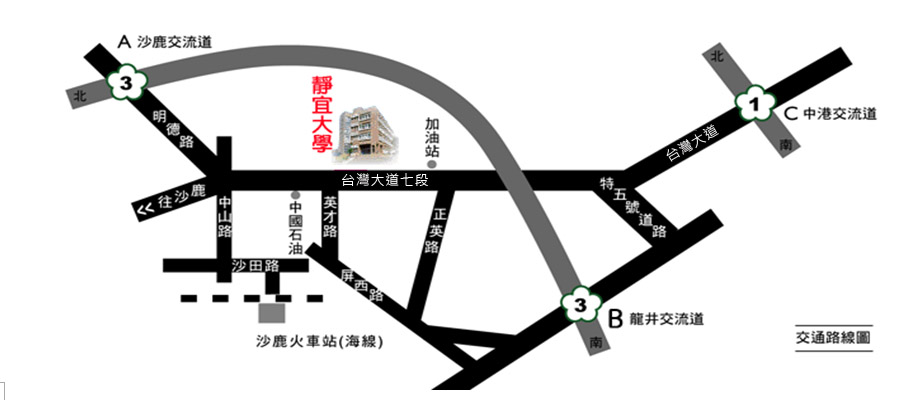 A 沙鹿交流道
3
北
明德路
靜宜大學
加油站
北
1
C 中港交流道
南
台灣大道
台灣大道七段
特五號道路
往沙鹿
中山路
中國石油
英才路
正英路
沙田路
屏西路
3
B 龍井交流道
南
沙鹿火車站(海線)
交通路線圖